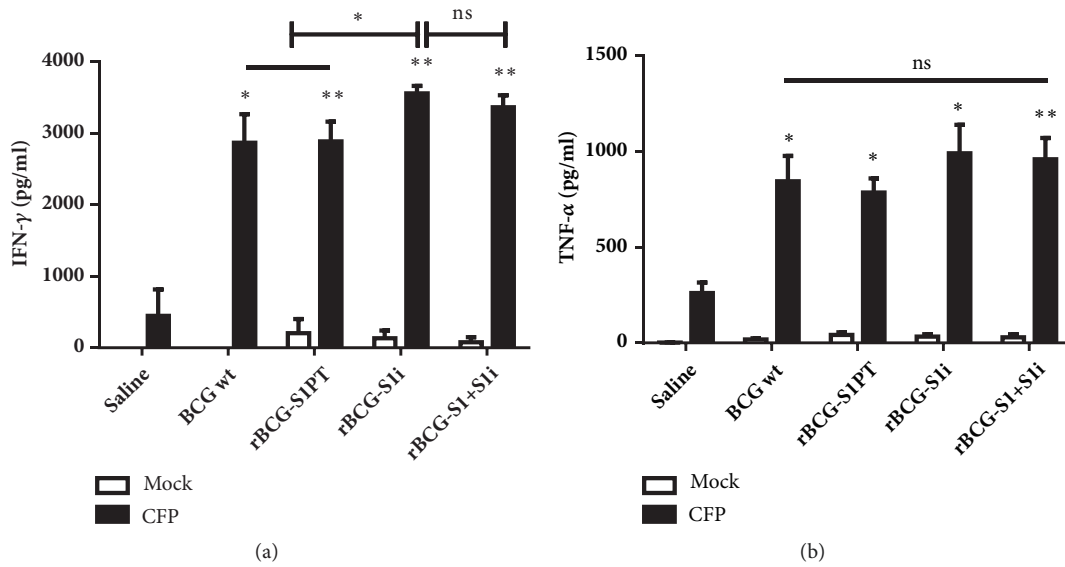 *
ns
4000
3000
2000
1000
0
IFN-γ (pg/ml)
*
**
**
**
Saline
BCG wt
rBCG-S1PT
rBCG-S1i
rBCG-S1+S1i
Mock
CFP
(a)
1500
1000
500
0
TNF-α (pg/ml)
ns
*
*
*
**
Saline
BCG wt
rBCG-S1PT
rBCG-S1i
rBCG-S1+S1i
Mock
CFP
(b)